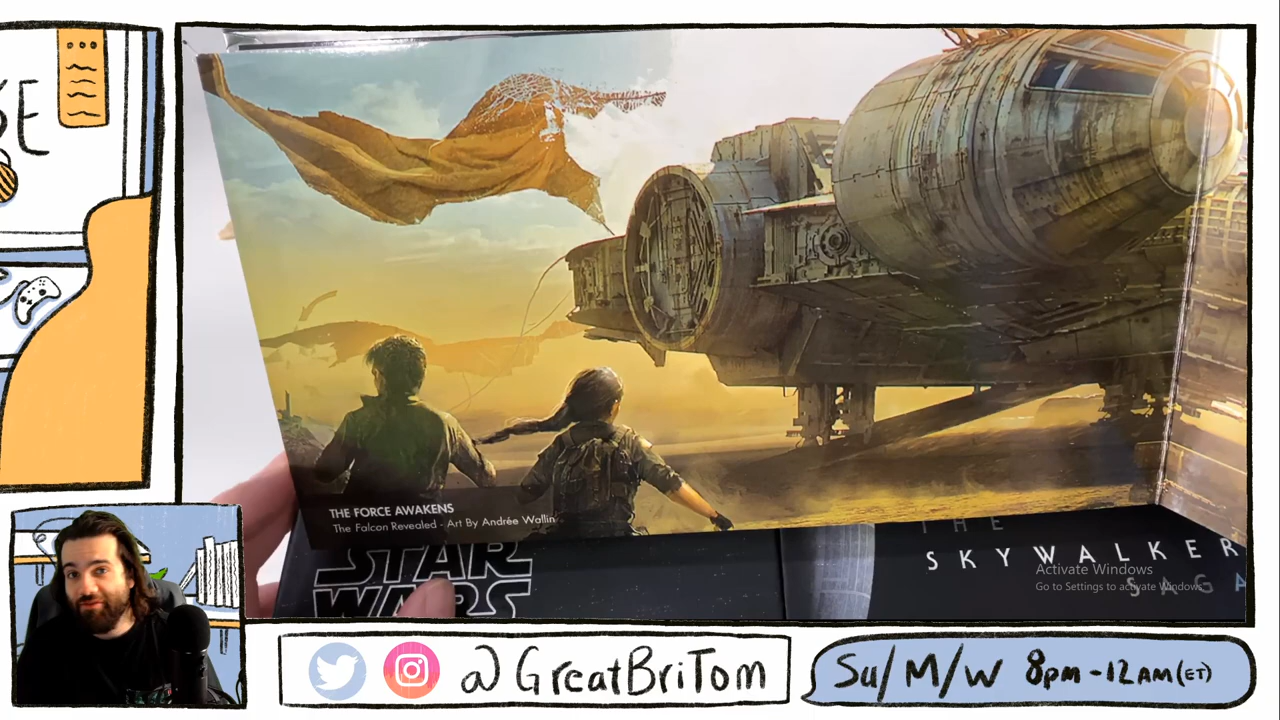 THE FORCE AWAKENS
The Falcon Revealed - Art By Andrée Wallin
STAR
WARS
THE
SKYWALKER
SAGA
Activate Windows
Go to Settings to activate Windows.
@GreatBriTom
Su/M/W 8pm-12AM(ET)